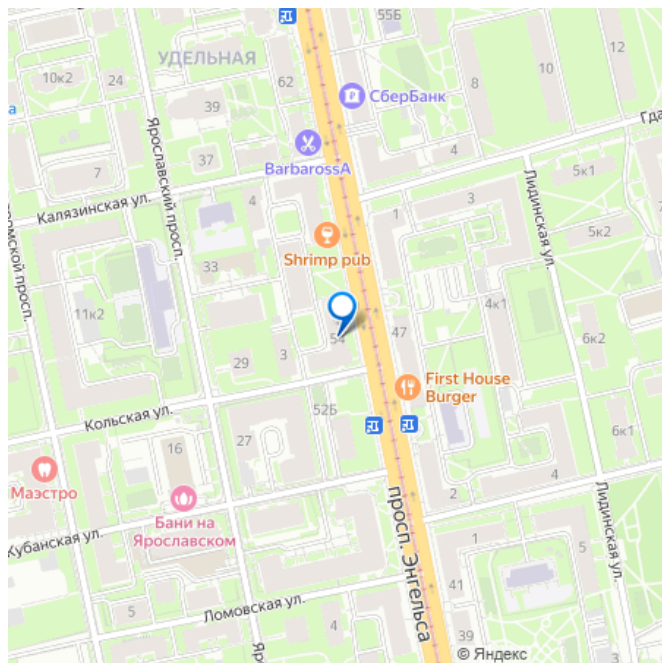 55Б
УДЕЛЬНАЯ
12
10к2
24
62
8
10
СберБанк
39
Ярославский просп.
BarbarossA
37
4
7
5к1
Калязинская ул.
4
1
3
Лидинская ул.
5к2
Shrimp pub
33
11к2
4к1
47
54
6к2
29
3
First House
Burger
Кольская ул.
52Б
27
16
6к1
Маэстро
4
2
Бани на
Ярославском
просп. Энгельса
Лидинская ул.
Кубанская ул.
1
5
41
5
Ломовская ул.
4
39
© Яндекс